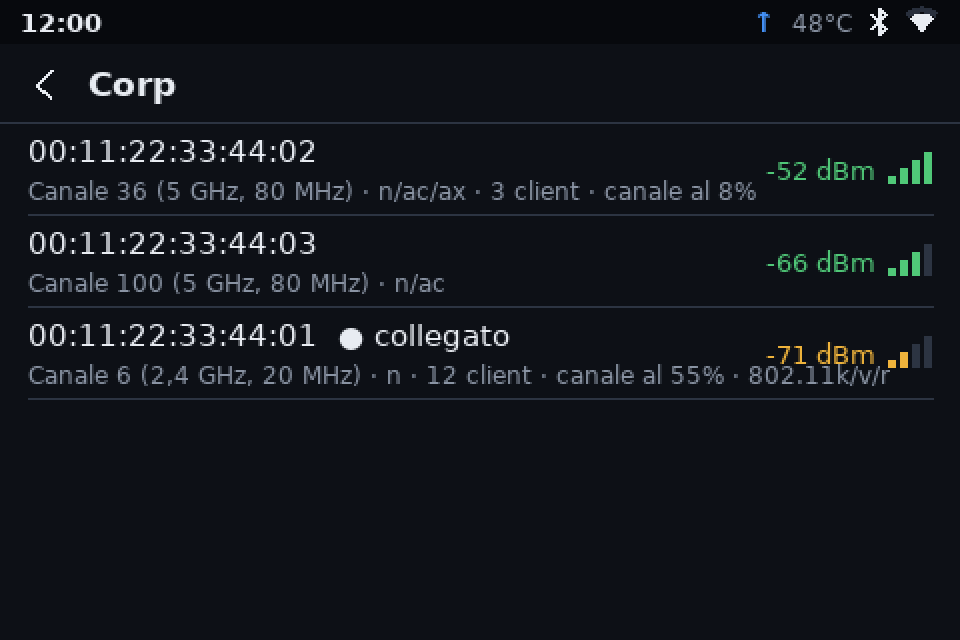 12:00 ↑ 48°C
Corp
00:11:22:33:44:02
-52 dBm
Canale 36 (5 GHz, 80 MHz) · n/ac/ax · 3 client · canale al 8%
00:11:22:33:44:03
-66 dBm
Canale 100 (5 GHz, 80 MHz) · n/ac
00:11:22:33:44:01 ● collegato
-71 dBm
Canale 6 (2,4 GHz, 20 MHz) · n · 12 client · canale al 55% · 802.11k/v/r